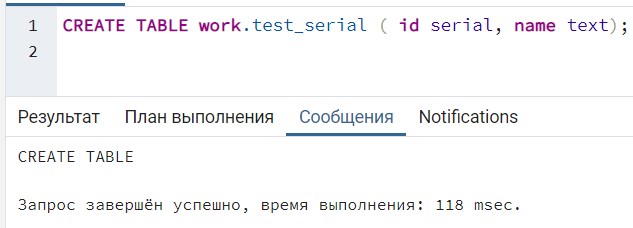 1 CREATE TABLE work.test_serial ( id serial, name text);
2
Результат План выполнения Сообщения Notifications
CREATE TABLE
Запрос завершён успешно, время выполнения: 118 msec.